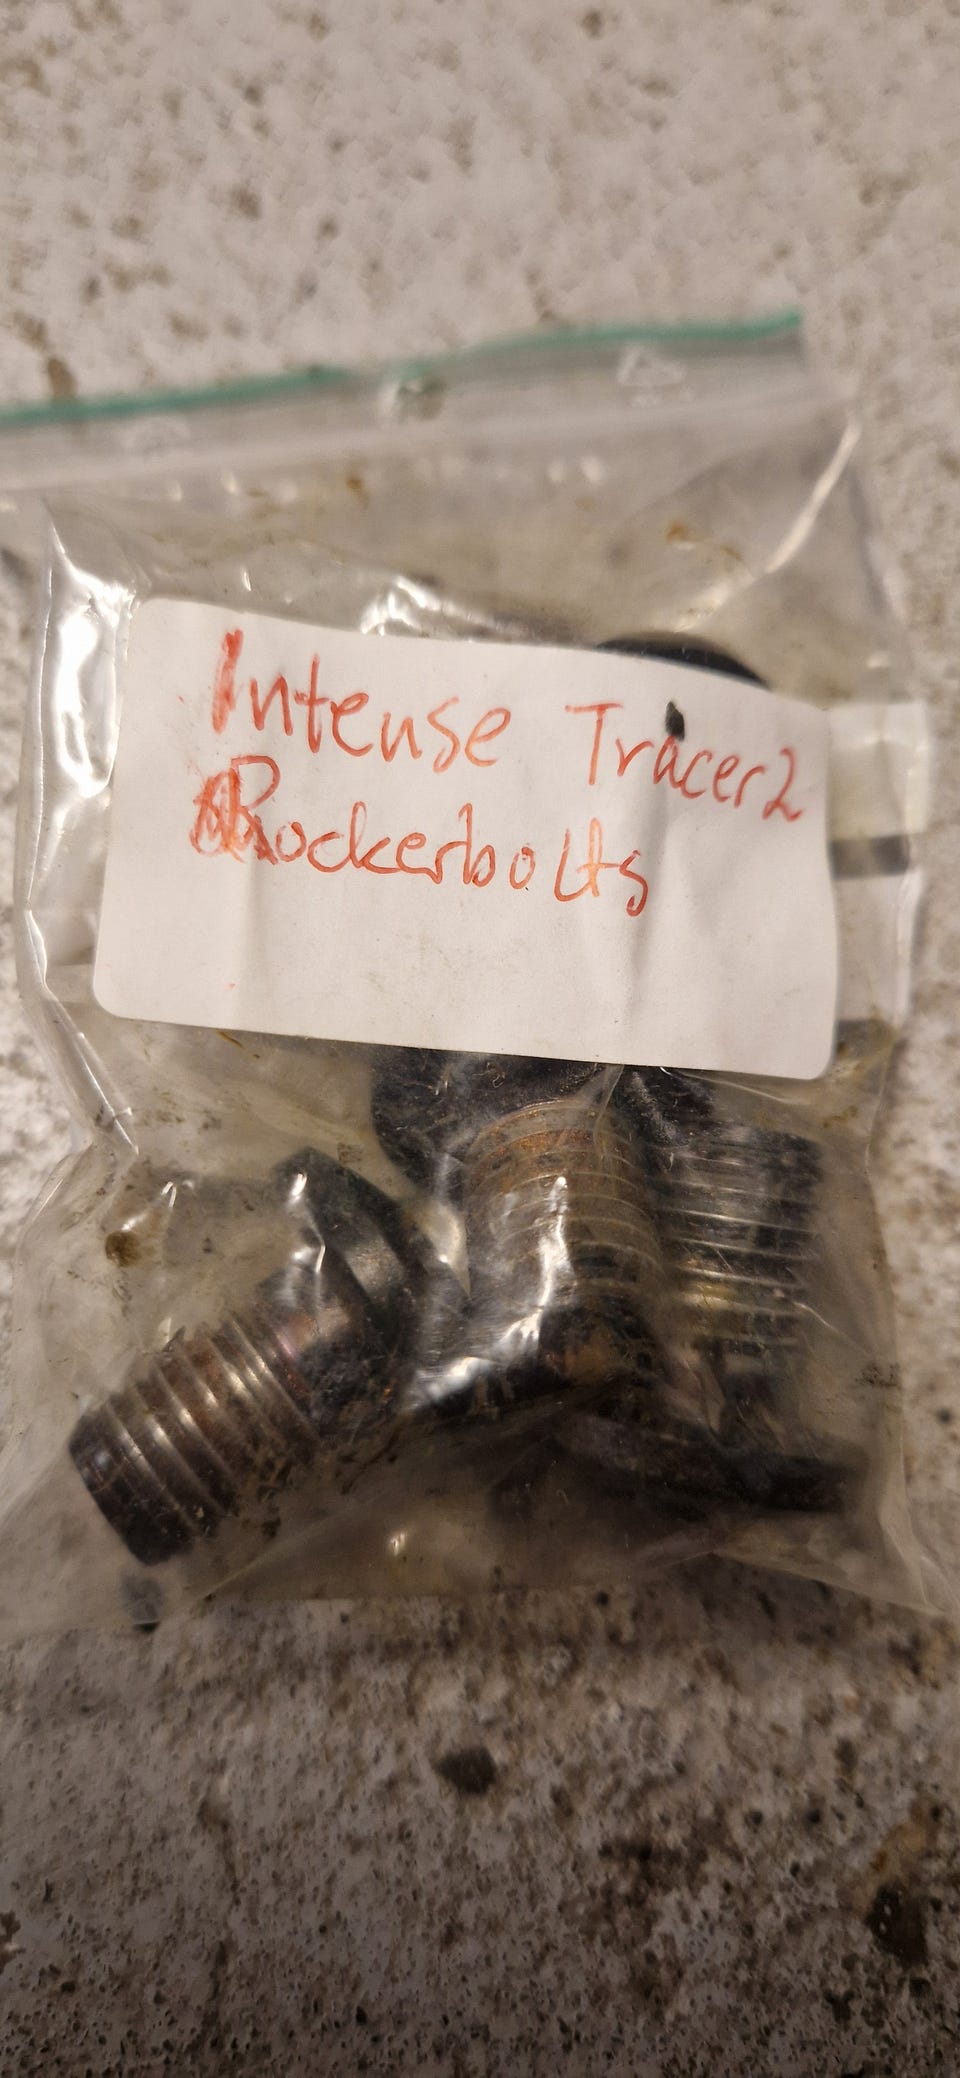 Intense Tracer2
Rockerbolts